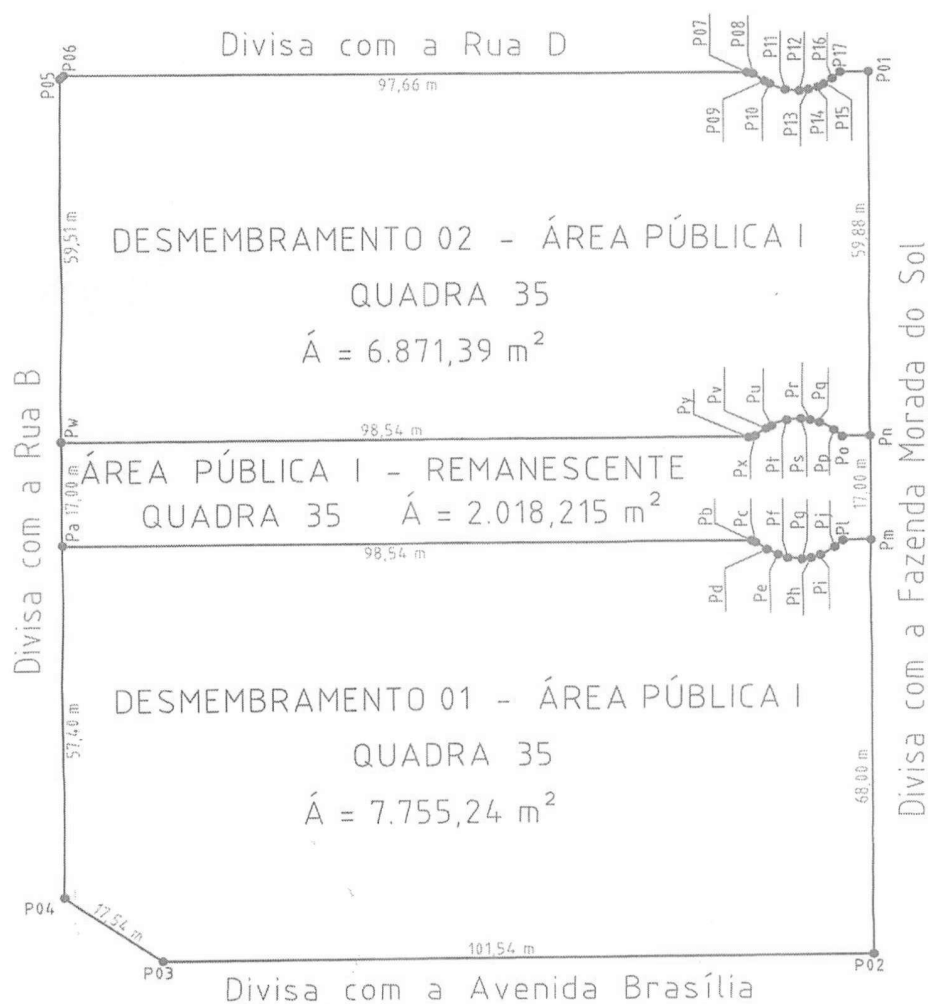 Divisa com a Rua D
P05
P06
97,66 m
P07
P08
P11
P12
P16
P17
P01
P09
P10
P13
P14
P15
59,51 m
59,88 m
DESMEMBRAMENTO 02 - ÁREA PÚBLICA I
QUADRA 35
Á = 6.871,39 m²
Divisa com a Rua B
Divisa com a Fazenda Morada do Sol
Pw
98,54 m
Py
Pv
Pu
Pr
Pq
Pn
Px
Pt
Ps
Pp
Po
ÁREA PÚBLICA I - REMANESCENTE
QUADRA 35 Á = 2.018,215 m²
17,00 m
17,00 m
Pa
98,54 m
Pb
Pc
Pf
Pg
Pj
Pl
Pm
Pd
Pe
Ph
Pi
DESMEMBRAMENTO 01 - ÁREA PÚBLICA I
QUADRA 35
Á = 7.755,24 m²
57,40 m
68,00 m
P04
17,54 m
P03
101,54 m
P02
Divisa com a Avenida Brasília